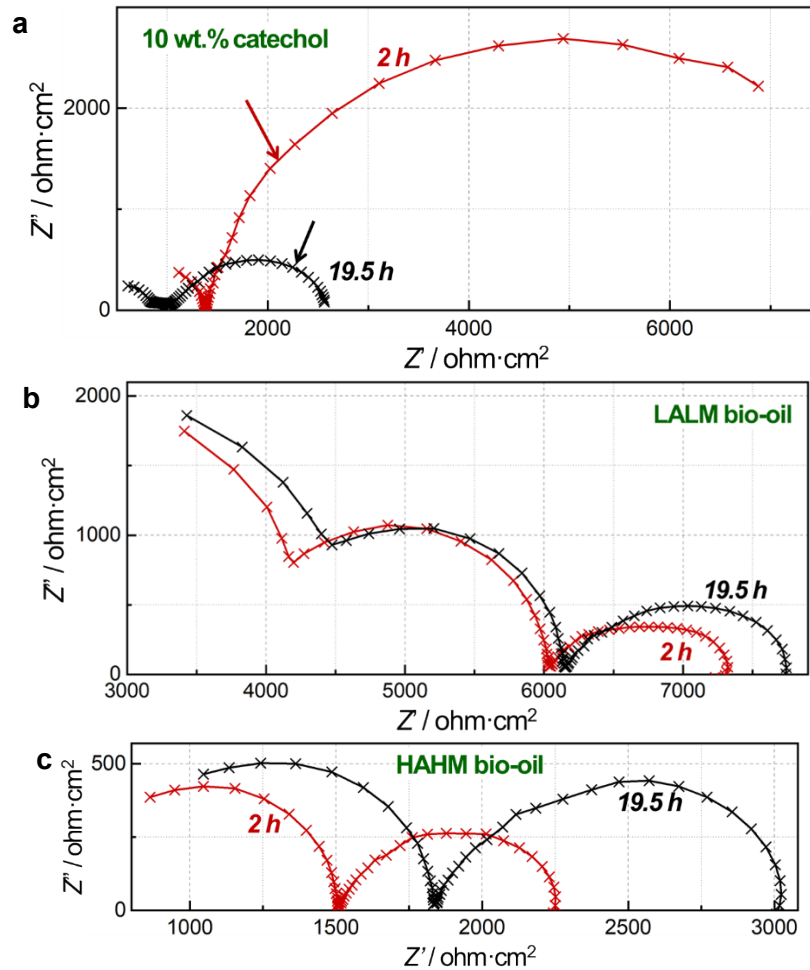 a
10 wt.% catechol
2 h
19.5 h
2000
0
Z'' / ohm·cm²
2000
4000
6000
Z' / ohm·cm²
b
LALM bio-oil
19.5 h
2 h
2000
1000
0
Z'' / ohm·cm²
3000
4000
5000
6000
7000
Z' / ohm·cm²
c
HAHM bio-oil
2 h
19.5 h
500
0
Z'' / ohm·cm²
1000
1500
2000
2500
3000
Z' / ohm·cm²